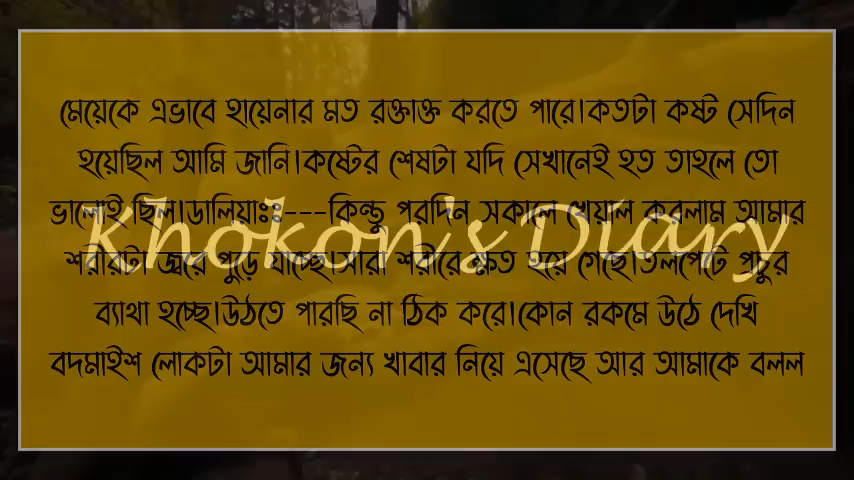 মেয়েকে এভাবে হায়েনার মত রক্তাক্ত করতে পারে।কতটা কষ্ট সেদিন
হয়েছিল আমি জানি।কষ্টের শেষটা যদি সেখানেই হত তাহলে তো
ভালোই ছিল।ডালিয়াঃঃ---কিন্তু পরদিন সকালে খেয়াল করলাম আমার
শরীরটা জ্বরে পুড়ে যাচ্ছে।সারা শরীরে ক্ষত হয়ে গেছে।তলপেটে প্রচুর
ব্যাথা হচ্ছে।উঠতে পারছি না ঠিক করে।কোন রকমে উঠে দেখি
বদমাইশ লোকটা আমার জন্য খাবার নিয়ে এসেছে আর আমাকে বলল
Khokon's Diary